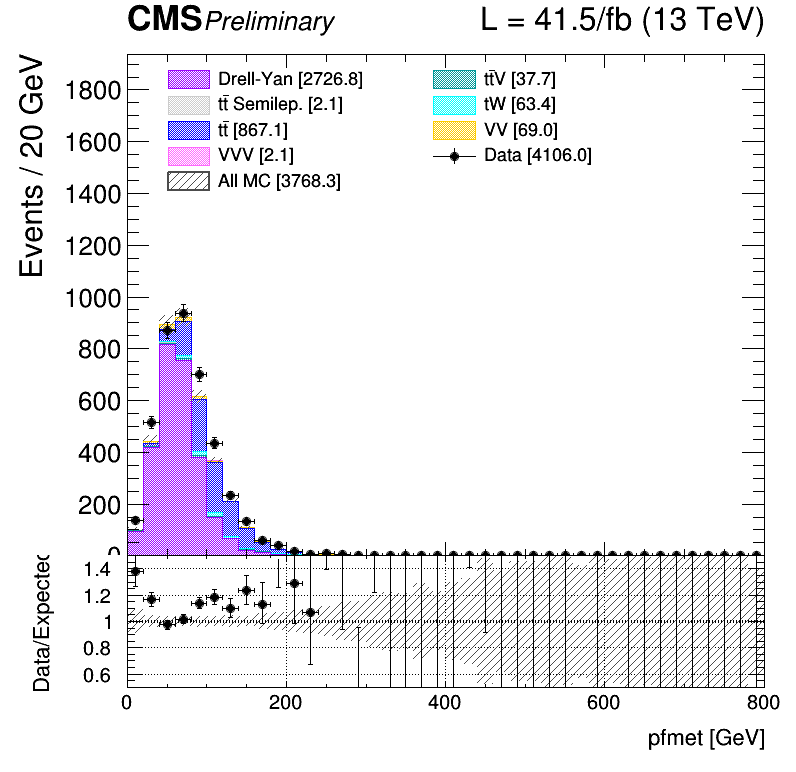 CMS Preliminary L = 41.5/fb (13 TeV)
Events / 20 GeV
1800
1600
1400
1200
1000
800
600
400
200
0
Drell-Yan [2726.8]
tt̄ Semilep. [2.1]
tt̄ [867.1]
VVV [2.1]
All MC [3768.3]
tt̄V [37.7]
tW [63.4]
VV [69.0]
Data [4106.0]
Data/Expected
1.4
1.2
1
0.8
0.6
0 200 400 600 800
pfmet [GeV]